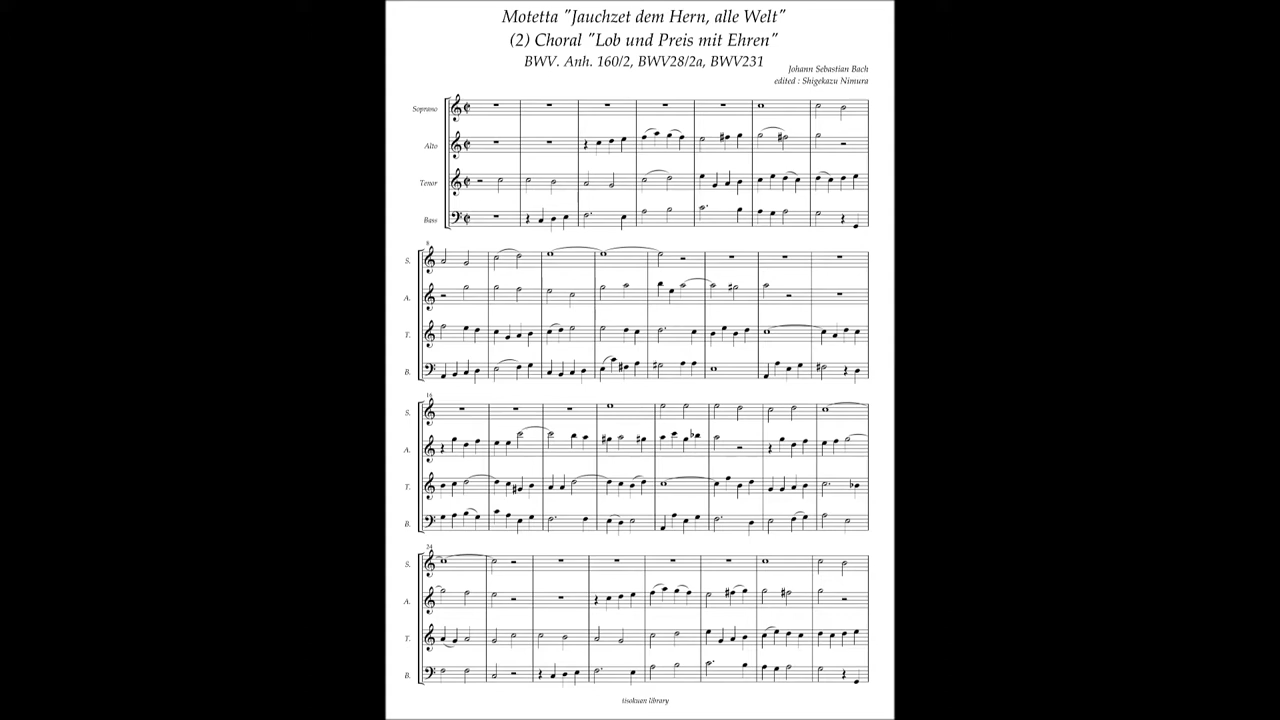 Motetta "Jauchzet dem Hern, alle Welt"
(2) Choral "Lob und Preis mit Ehren"
BWV. Anh. 160/2, BWV28/2a, BWV231
Johann Sebastian Bach
edited : Shigekazu Nimura
Soprano
Alto
Tenor
Bass
8
S.
A.
T.
B.
16
S.
A.
T.
B.
24
S.
A.
T.
B.
tisokuan library